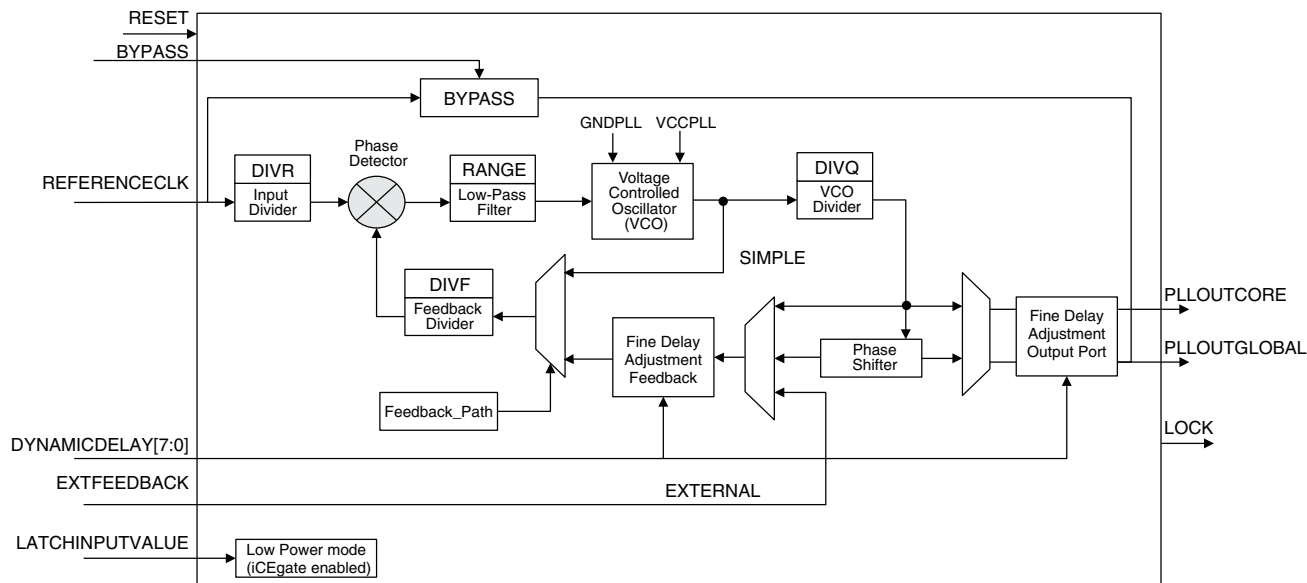 RESET
BYPASS
BYPASS
GNDPLL
VCCPLL
Phase
Detector
DIVR
Input
Divider
RANGE
Low-Pass
Filter
Voltage
Controlled
Oscillator
(VCO)
DIVQ
VCO
Divider
REFERENCECLK
SIMPLE
DIVF
Feedback
Divider
Fine Delay
Adjustment
Feedback
Phase
Shifter
Fine Delay
Adjustment
Output Port
PLLOUTCORE
PLLOUTGLOBAL
Feedback_Path
LOCK
DYNAMICDELAY[7:0]
EXTFEEDBACK
EXTERNAL
LATCHINPUTVALUE
Low Power mode
(iCEgate enabled)